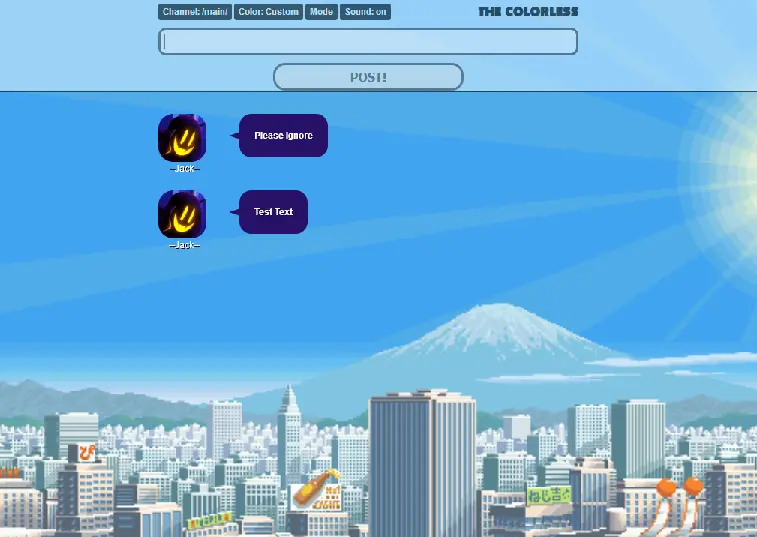 Channel: /main/ Color: Custom Mode Sound: on THE COLORLESS
POST!
Please Ignore
--Jack--
Test Text
--Jack--
ねじ吉